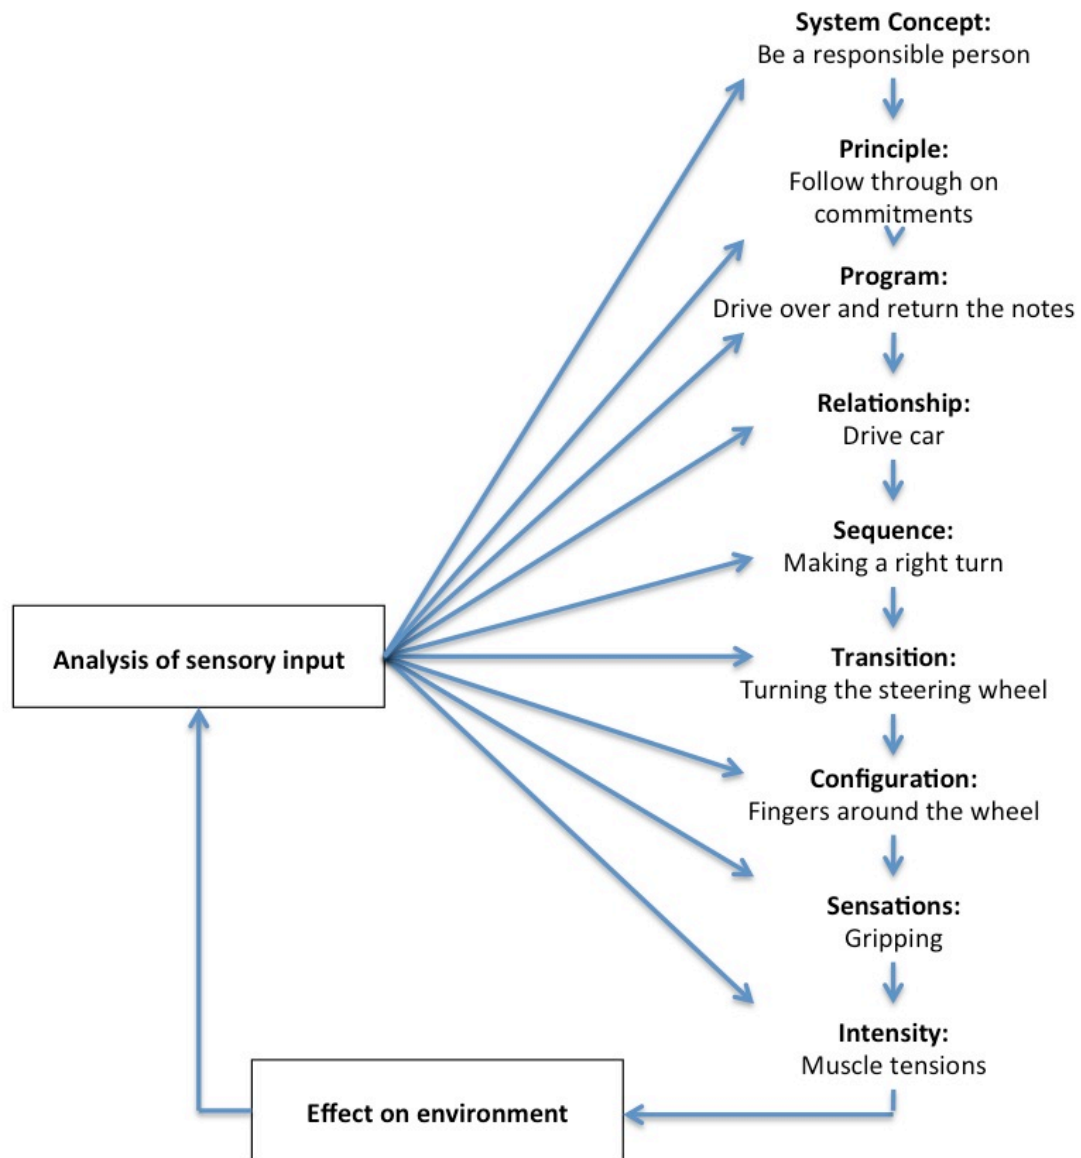 System Concept:
Be a responsible person
Principle:
Follow through on
commitments
Program:
Drive over and return the notes
Relationship:
Drive car
Sequence:
Making a right turn
Analysis of sensory input
Transition:
Turning the steering wheel
Configuration:
Fingers around the wheel
Sensations:
Gripping
Intensity:
Muscle tensions
Effect on environment